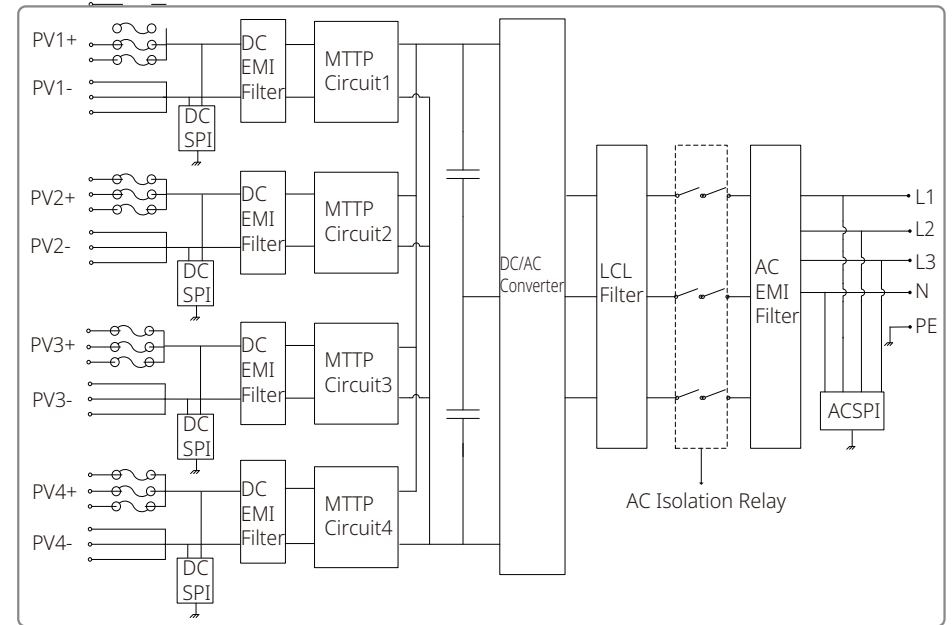 PV1+
PV1-
DC
EMI
Filter
MTTP
Circuit1
DC
SPI
PV2+
PV2-
DC
EMI
Filter
MTTP
Circuit2
DC
SPI
PV3+
PV3-
DC
EMI
Filter
MTTP
Circuit3
DC
SPI
PV4+
PV4-
DC
EMI
Filter
MTTP
Circuit4
DC
SPI
DC/AC
Converter
LCL
Filter
AC Isolation Relay
AC
EMI
Filter
L1
L2
L3
N
PE
ACSPI